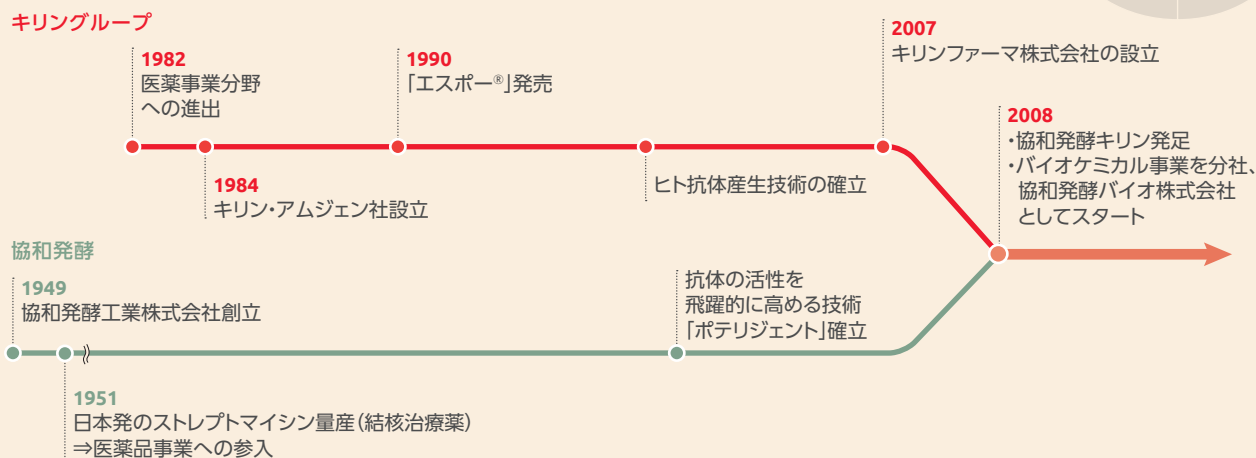 キリングループ
1982
医薬事業分野
への進出
1984
キリン・アムジェン社設立
1990
「エスポー®」発売
ヒト抗体産生技術の確立
2007
キリンファーマ株式会社の設立
2008
・協和発酵キリン発足
・バイオケミカル事業を分社、
協和発酵バイオ株式会社
としてスタート
協和発酵
1949
協和発酵工業株式会社創立
1951
日本発のストレプトマイシン量産(結核治療薬)
⇒医薬品事業への参入
抗体の活性を
飛躍的に高める技術
「ポテリジェント」確立